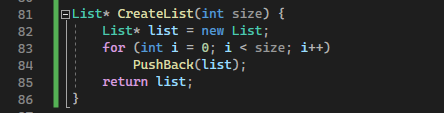 81 List* CreateList(int size) {
82 List* list = new List;
83 for (int i = 0; i < size; i++)
84 PushBack(list);
85 return list;
86 }